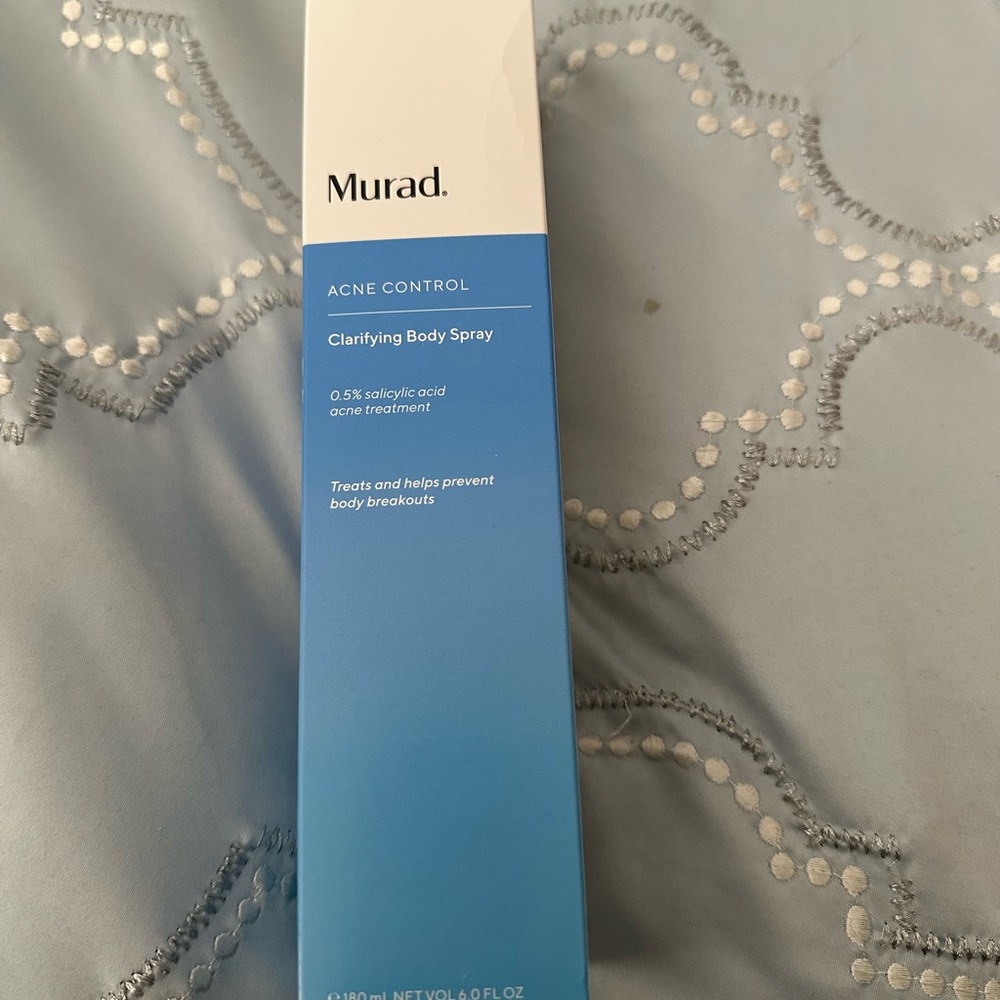 Murad.
ACNE CONTROL
Clarifying Body Spray
0.5% salicylic acid
acne treatment
Treats and helps prevent
body breakouts
℮ 180 mL NET VOL 6.0 FL OZ